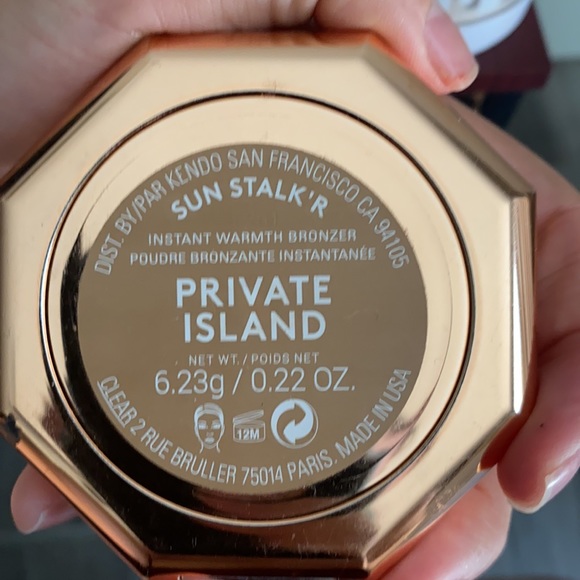 DIST. BY/PAR KENDO SAN FRANCISCO CA 94105
SUN STALK'R
INSTANT WARMTH BRONZER
POUDRE BRONZANTE INSTANTANÉE
PRIVATE
ISLAND
NET WT. / POIDS NET
6.23g / 0.22 OZ.
12M
CLEAR 2 RUE BRULLER 75014 PARIS. MADE IN USA